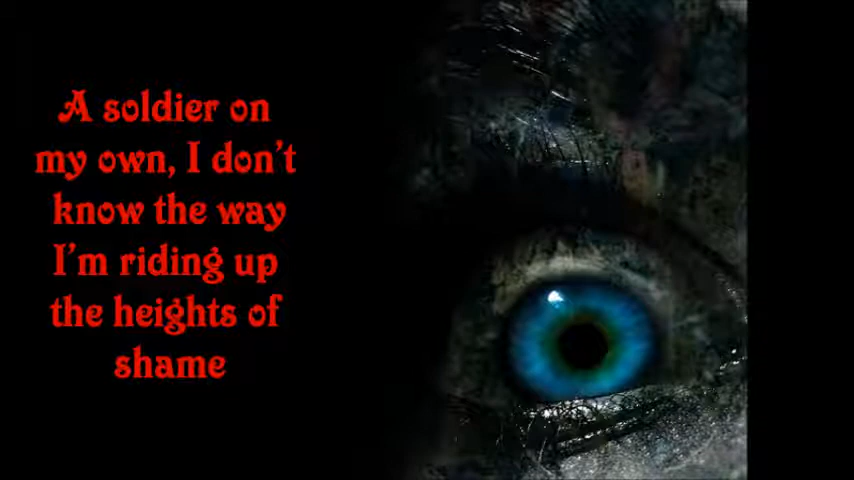 A soldier on
my own, I don't
know the way
I'm riding up
the heights of
shame